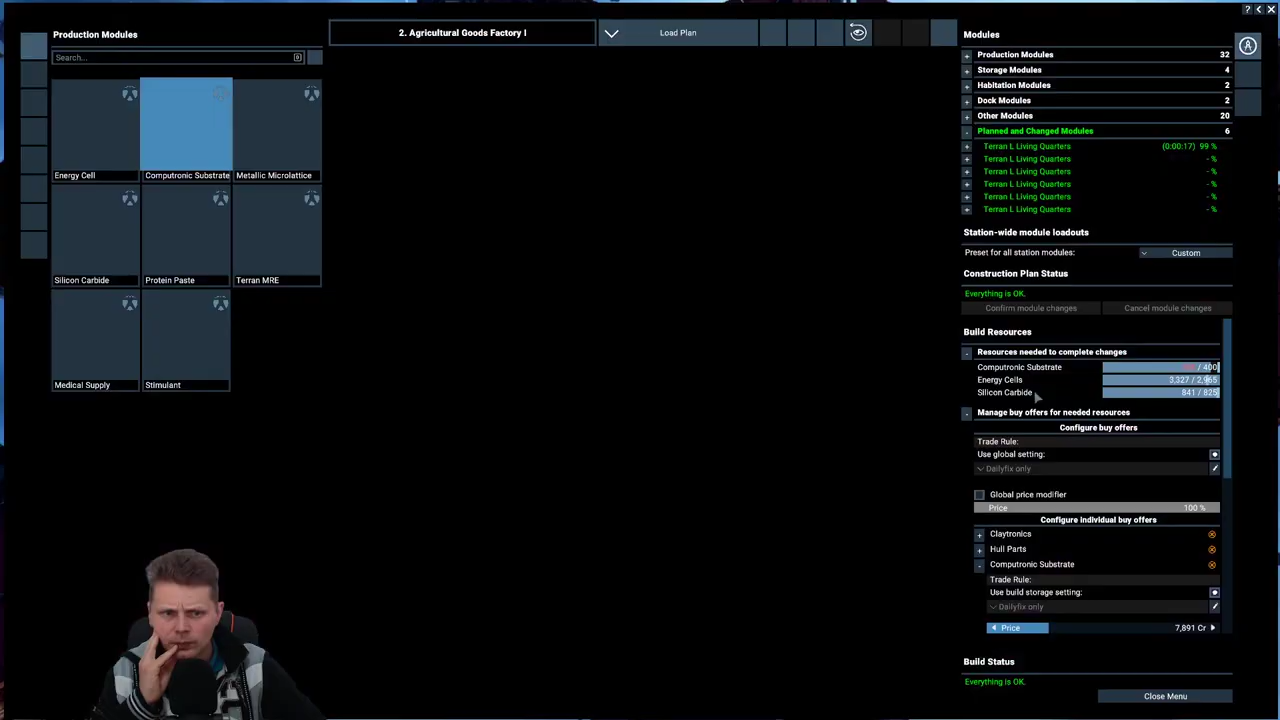 Production Modules
Search...
Energy Cell
Computronic Substrate
Metallic Microlattice
Silicon Carbide
Protein Paste
Terran MRE
Medical Supply
Stimulant
2. Agricultural Goods Factory I
Load Plan
Modules
Production Modules 32
Storage Modules 4
Habitation Modules 2
Dock Modules 2
Other Modules 20
Planned and Changed Modules 6
Terran L Living Quarters (0:00:17) 99 %
Terran L Living Quarters - %
Terran L Living Quarters - %
Terran L Living Quarters - %
Terran L Living Quarters - %
Terran L Living Quarters - %
Station-wide module loadouts
Preset for all station modules: Custom
Construction Plan Status
Everything is OK.
Confirm module changes Cancel module changes
Build Resources
Resources needed to complete changes
Computronic Substrate / 400
Energy Cells 3,327 / 2,965
Silicon Carbide 841 / 825
Manage buy offers for needed resources
Configure buy offers
Trade Rule:
Use global setting:
Dailyfix only
Global price modifier
Price 100 %
Configure individual buy offers
Claytronics
Hull Parts
Computronic Substrate
Trade Rule:
Use build storage setting:
Dailyfix only
Price 7,891 Cr
Build Status
Everything is OK.
Close Menu